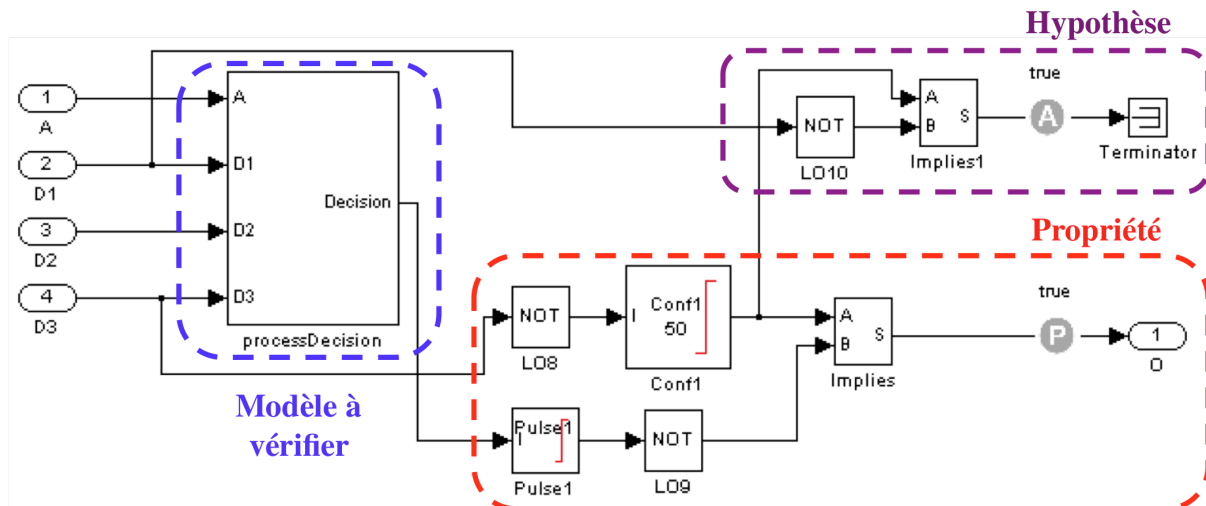 Hypothèse
true
1
A
A
A
B
S
A
NOT
LO10
Implies1
Terminator
2
D1
D1
Decision
3
D2
D2
Propriété
4
D3
D3
processDecision
NOT
LO8
I
Conf1
50
Conf1
A
B
S
Implies
true
P
1
O
Modèle à
vérifier
Pulse1
I
Pulse1
NOT
LO9